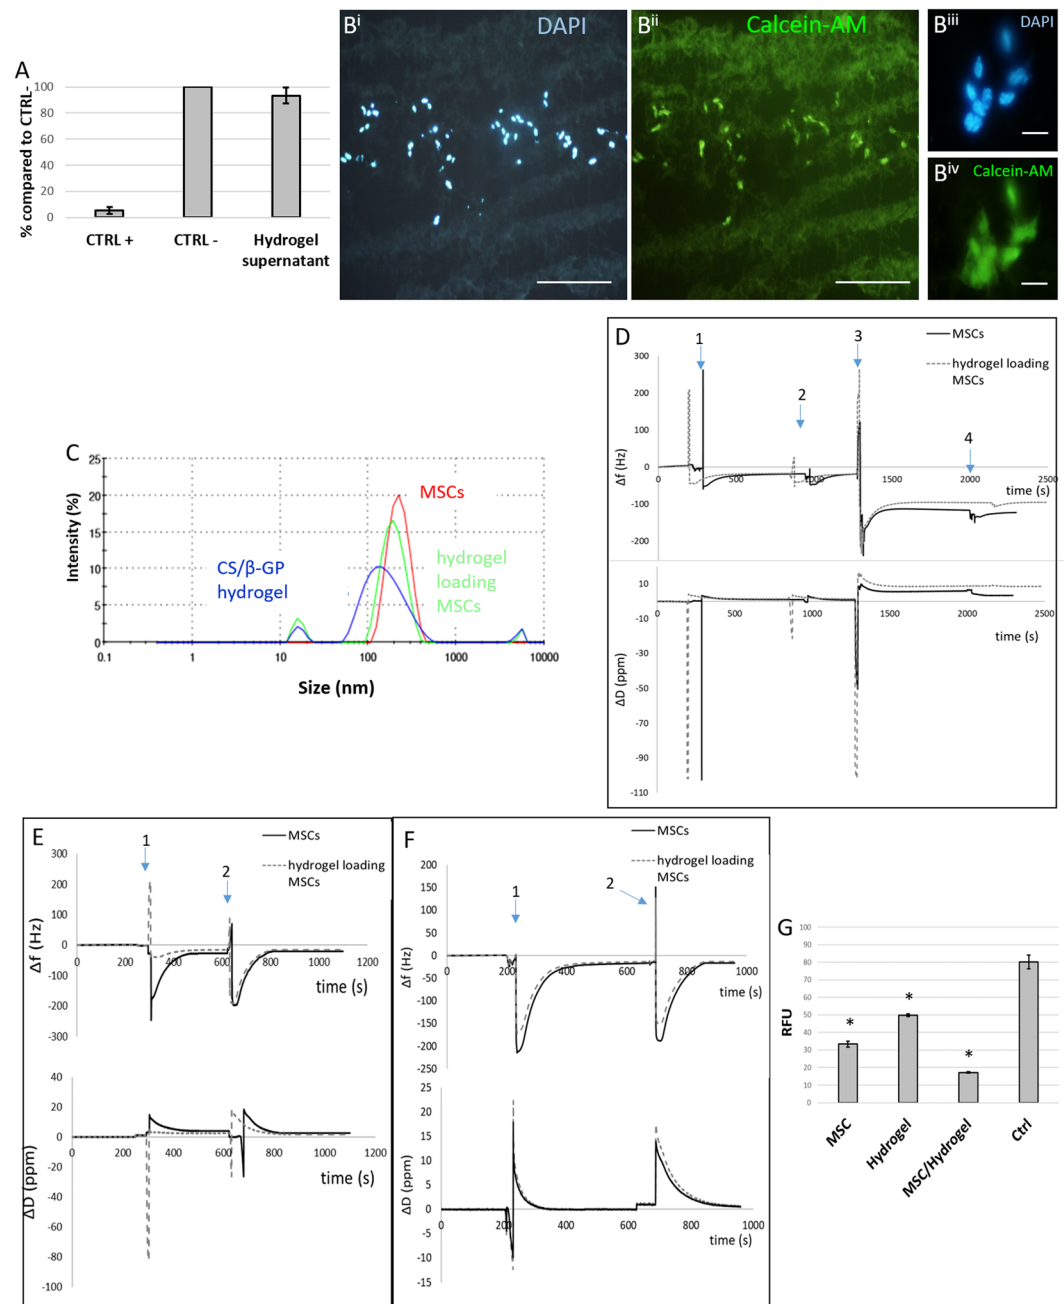 A
% compared to CTRL-
100
80
60
40
20
0
CTRL +
CTRL -
Hydrogel
supernatant
Bi
DAPI
Bii
Calcein-AM
Biii
DAPI
Biv
Calcein-AM
C
Intensity (%)
25
20
15
10
5
0
0.1
1
10
100
1000
10000
Size (nm)
MSCs
CS/β-GP
hydrogel
hydrogel
loading
MSCs
D
MSCs
hydrogel loading
MSCs
1
2
3
4
Δf (Hz)
300
200
100
0
-100
-200
0
500
1000
1500
2000
2500
time (s)
ΔD (ppm)
10
-10
-30
-50
-70
-90
-110
0
500
1000
1500
2000
2500
time (s)
E
MSCs
hydrogel loading
MSCs
1
2
Δf (Hz)
300
200
100
0
-100
-200
-300
0
200
400
600
800
1000
1200
time (s)
ΔD (ppm)
40
20
0
-20
-40
-60
-80
-100
0
200
400
600
800
1000
1200
time (s)
F
MSCs
hydrogel loading
MSCs
1
2
Δf (Hz)
200
150
100
50
0
-50
-100
-150
-200
-250
0
200
400
600
800
1000
time (s)
ΔD (ppm)
25
20
15
10
5
0
-5
-10
-15
0
200
400
600
800
1000
time (s)
G
RFU
100
90
80
70
60
50
40
30
20
10
0
*
*
*
MSC
Hydrogel
MSC/Hydrogel
Ctrl